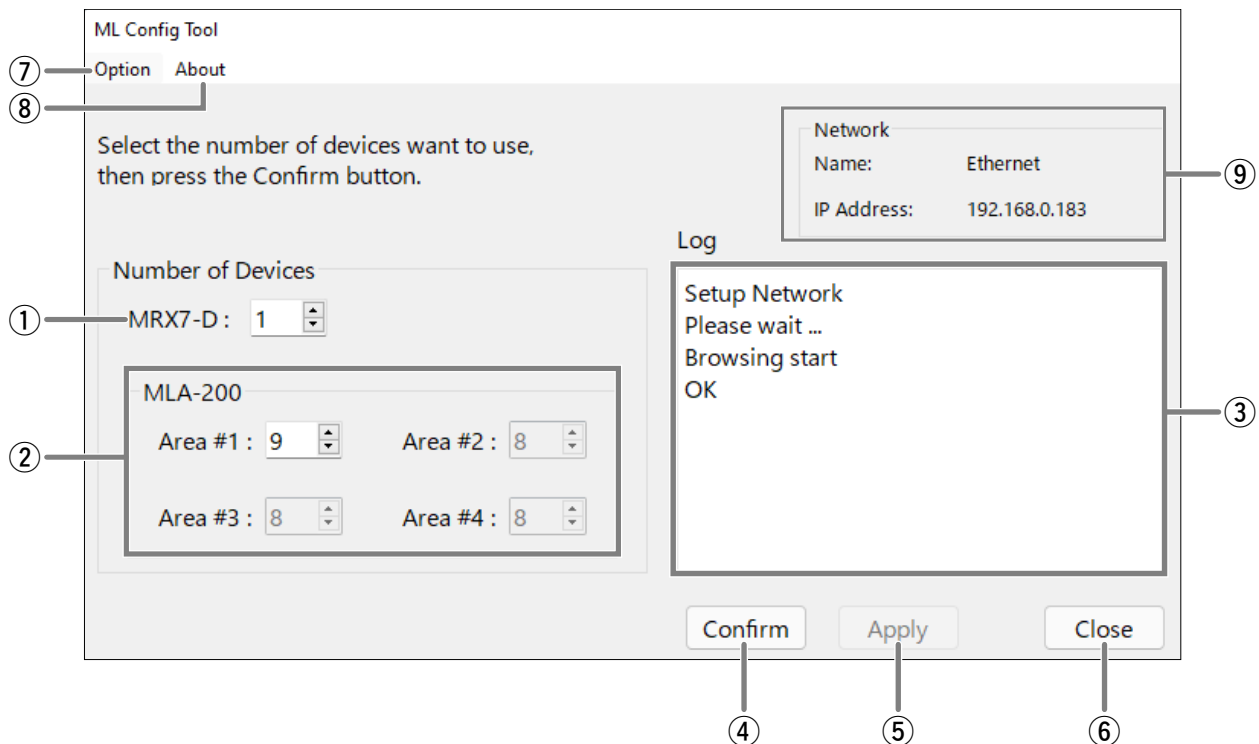 ML Config Tool
⑦ Option About
⑧
Select the number of devices want to use,
then press the Confirm button.
Network
Name: Ethernet
IP Address: 192.168.0.183
⑨
Number of Devices
① MRX7-D : 1
② MLA-200
Area #1 : 9 Area #2 : 8
Area #3 : 8 Area #4 : 8
Log
Setup Network
Please wait ...
Browsing start
OK
③
Confirm Apply Close
④ ⑤ ⑥